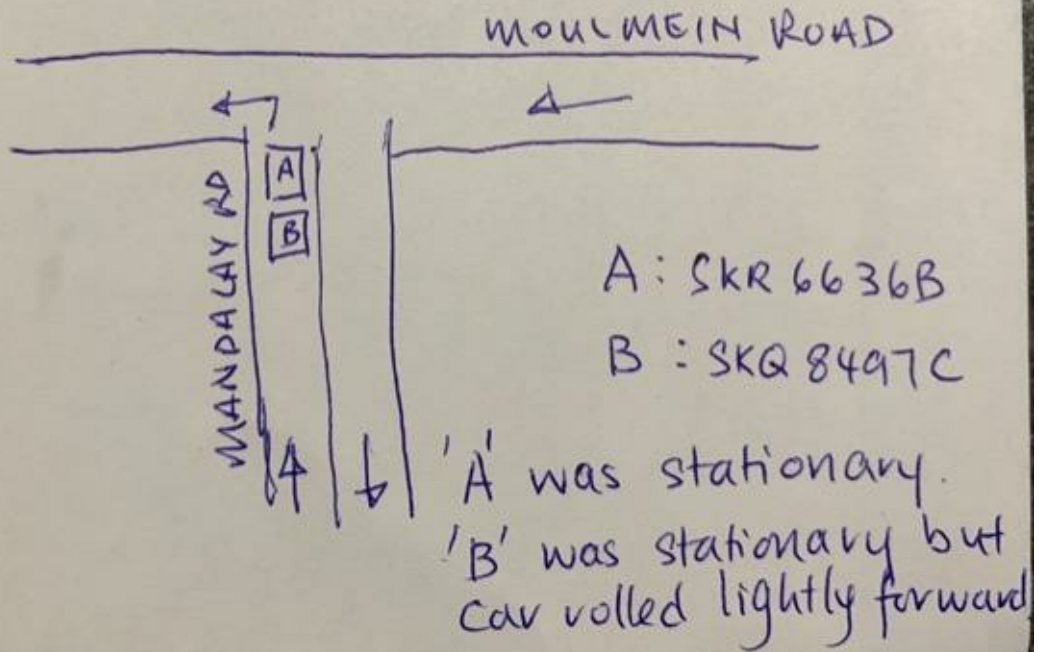 MOULMEIN ROAD
MANDALAY RD
A
B
A : SKR 6636B
B : SKQ 8497C
'A' was stationary.
'B' was stationary but
car rolled lightly forward